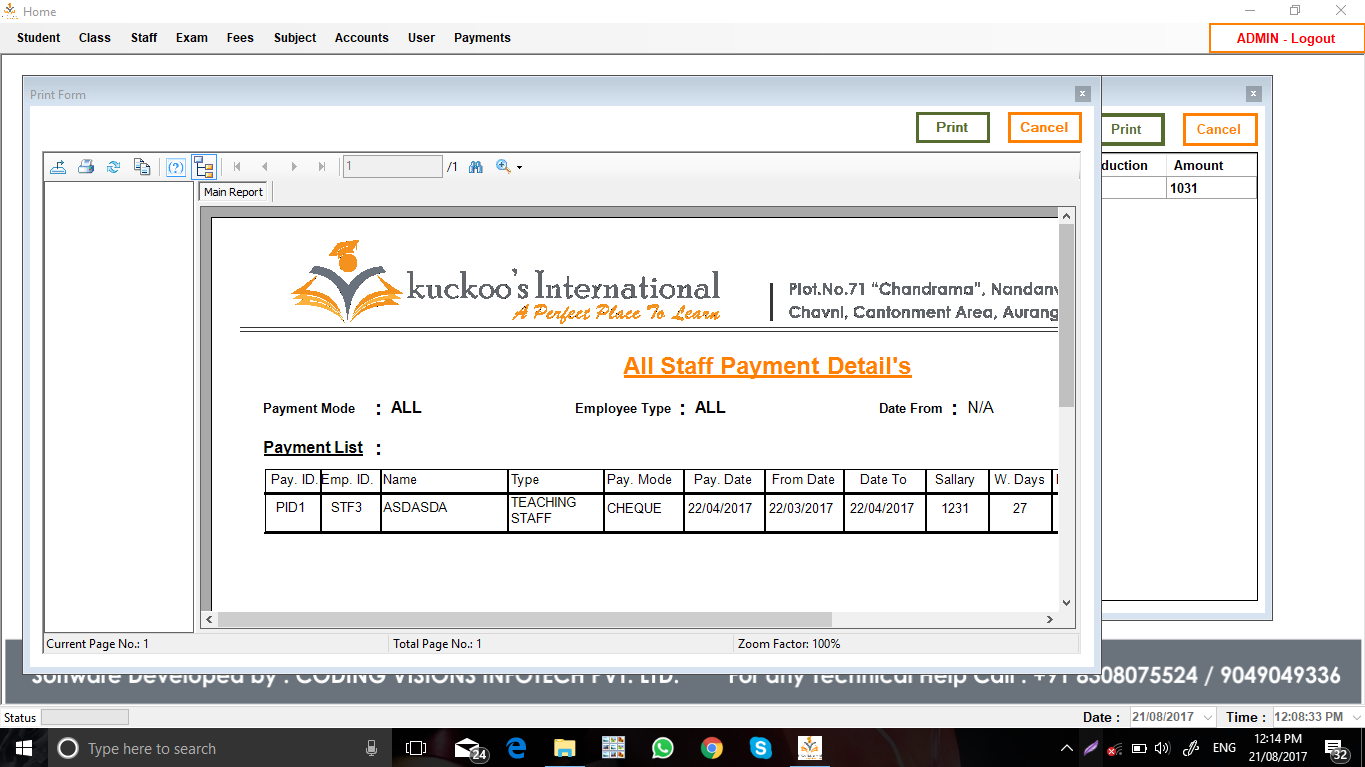 Home
Student Class Staff Exam Fees Subject Accounts User Payments
ADMIN - Logout
Print Form
Print Cancel
Print Cancel
1 /1
Main Report
duction Amount
1031
kuckoo's International
A Perfect Place To Learn
Plot.No.71 “Chandrama”, Nandanv
Chavni, Cantonment Area, Aurang
All Staff Payment Detail's
Payment Mode : ALL Employee Type : ALL Date From : N/A
Payment List :
Pay. ID. Emp. ID. Name Type Pay. Mode Pay. Date From Date Date To Sallary W. Days
PID1 STF3 ASDASDA TEACHING STAFF CHEQUE 22/04/2017 22/03/2017 22/04/2017 1231 27
Current Page No.: 1 Total Page No.: 1 Zoom Factor: 100%
Software Developed by : CODING VISIONS INFOTECH PVT. LTD. For any Technical Help Call : +91 8308075524 / 9049049336
Status Date : 21/08/2017 Time : 12:08:33 PM
Type here to search
24
ENG
12:14 PM
21/08/2017
32